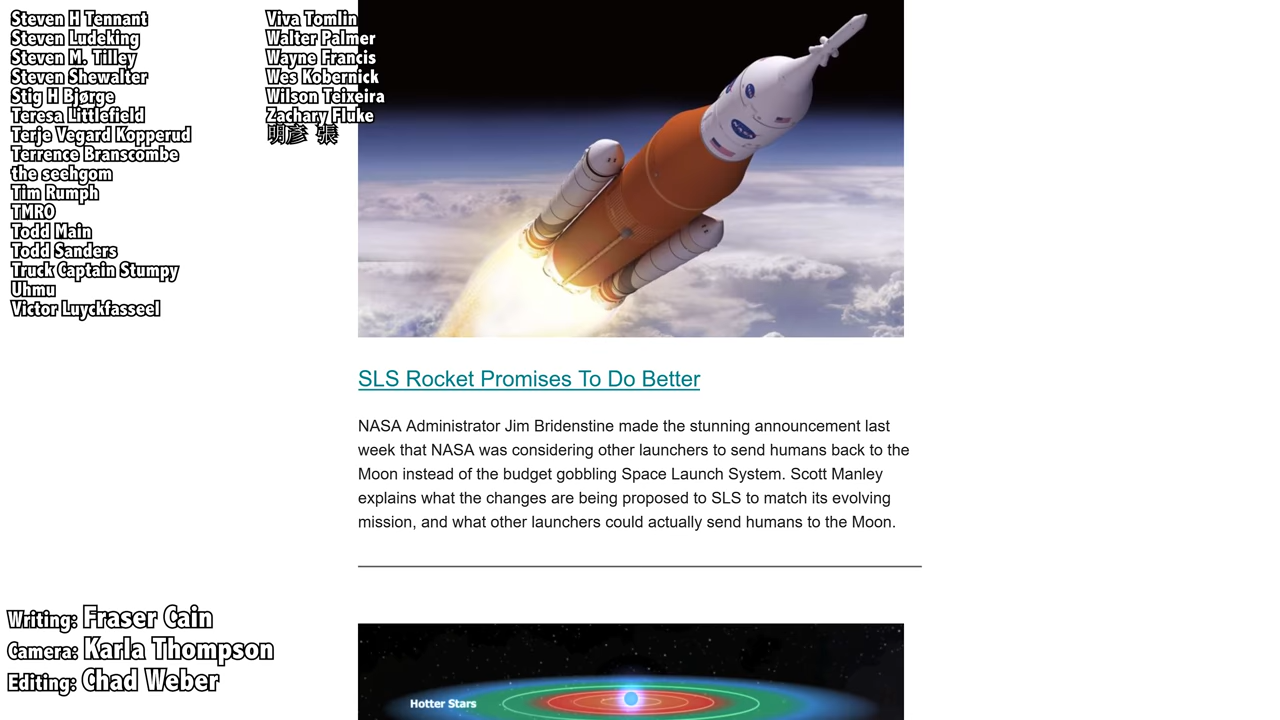 Steven H Tennant
Steven Ludeking
Steven M. Tilley
Steven Shewalter
Stig H Bjørge
Teresa Littlefield
Terje Vegard Kopperud
Terrence Branscombe
the seehgom
Tim Rumph
TMRO
Todd Main
Todd Sanders
Truck Captain Stumpy
Uhmu
Victor Luyckfasseel
Viva Tomlin
Walter Palmer
Wayne Francis
Wes Kobernick
Wilson Teixeira
Zachary Fluke
明彥 張
NASA
SLS Rocket Promises To Do Better
NASA Administrator Jim Bridenstine made the stunning announcement last
week that NASA was considering other launchers to send humans back to the
Moon instead of the budget gobbling Space Launch System. Scott Manley
explains what the changes are being proposed to SLS to match its evolving
mission, and what other launchers could actually send humans to the Moon.
Hotter Stars
Writing: Fraser Cain
Camera: Karla Thompson
Editing: Chad Weber